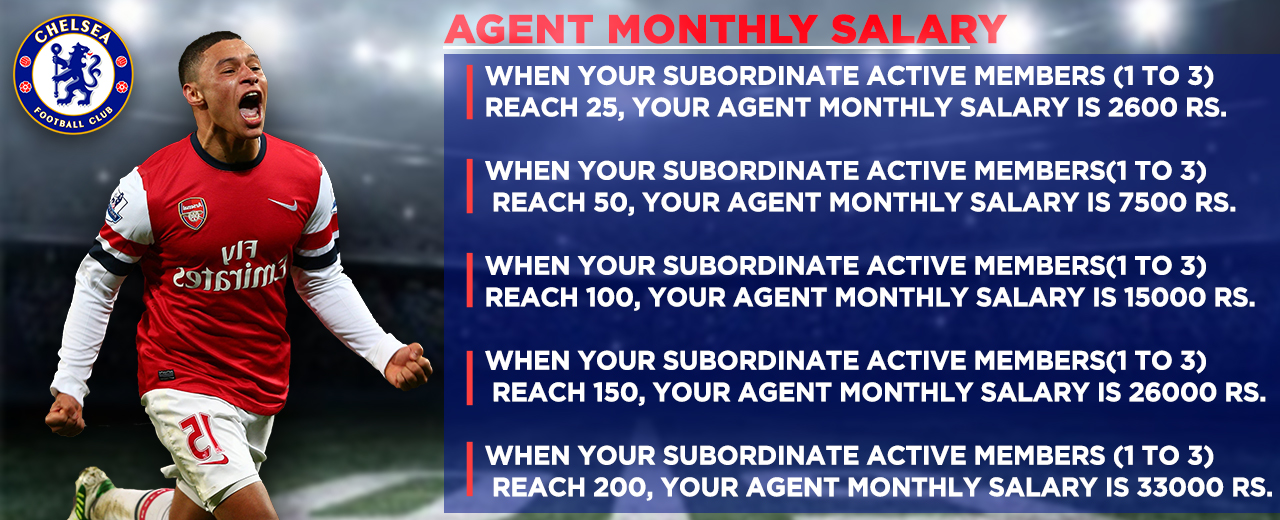 CHELSEA
FOOTBALL CLUB
AGENT MONTHLY SALARY
WHEN YOUR SUBORDINATE ACTIVE MEMBERS (1 TO 3)
REACH 25, YOUR AGENT MONTHLY SALARY IS 2600 RS.
WHEN YOUR SUBORDINATE ACTIVE MEMBERS(1 TO 3)
REACH 50, YOUR AGENT MONTHLY SALARY IS 7500 RS.
WHEN YOUR SUBORDINATE ACTIVE MEMBERS(1 TO 3)
REACH 100, YOUR AGENT MONTHLY SALARY IS 15000 RS.
WHEN YOUR SUBORDINATE ACTIVE MEMBERS(1 TO 3)
REACH 150, YOUR AGENT MONTHLY SALARY IS 26000 RS.
WHEN YOUR SUBORDINATE ACTIVE MEMBERS (1 TO 3)
REACH 200, YOUR AGENT MONTHLY SALARY IS 33000 RS.
Arsenal
Fly
Emirates
15